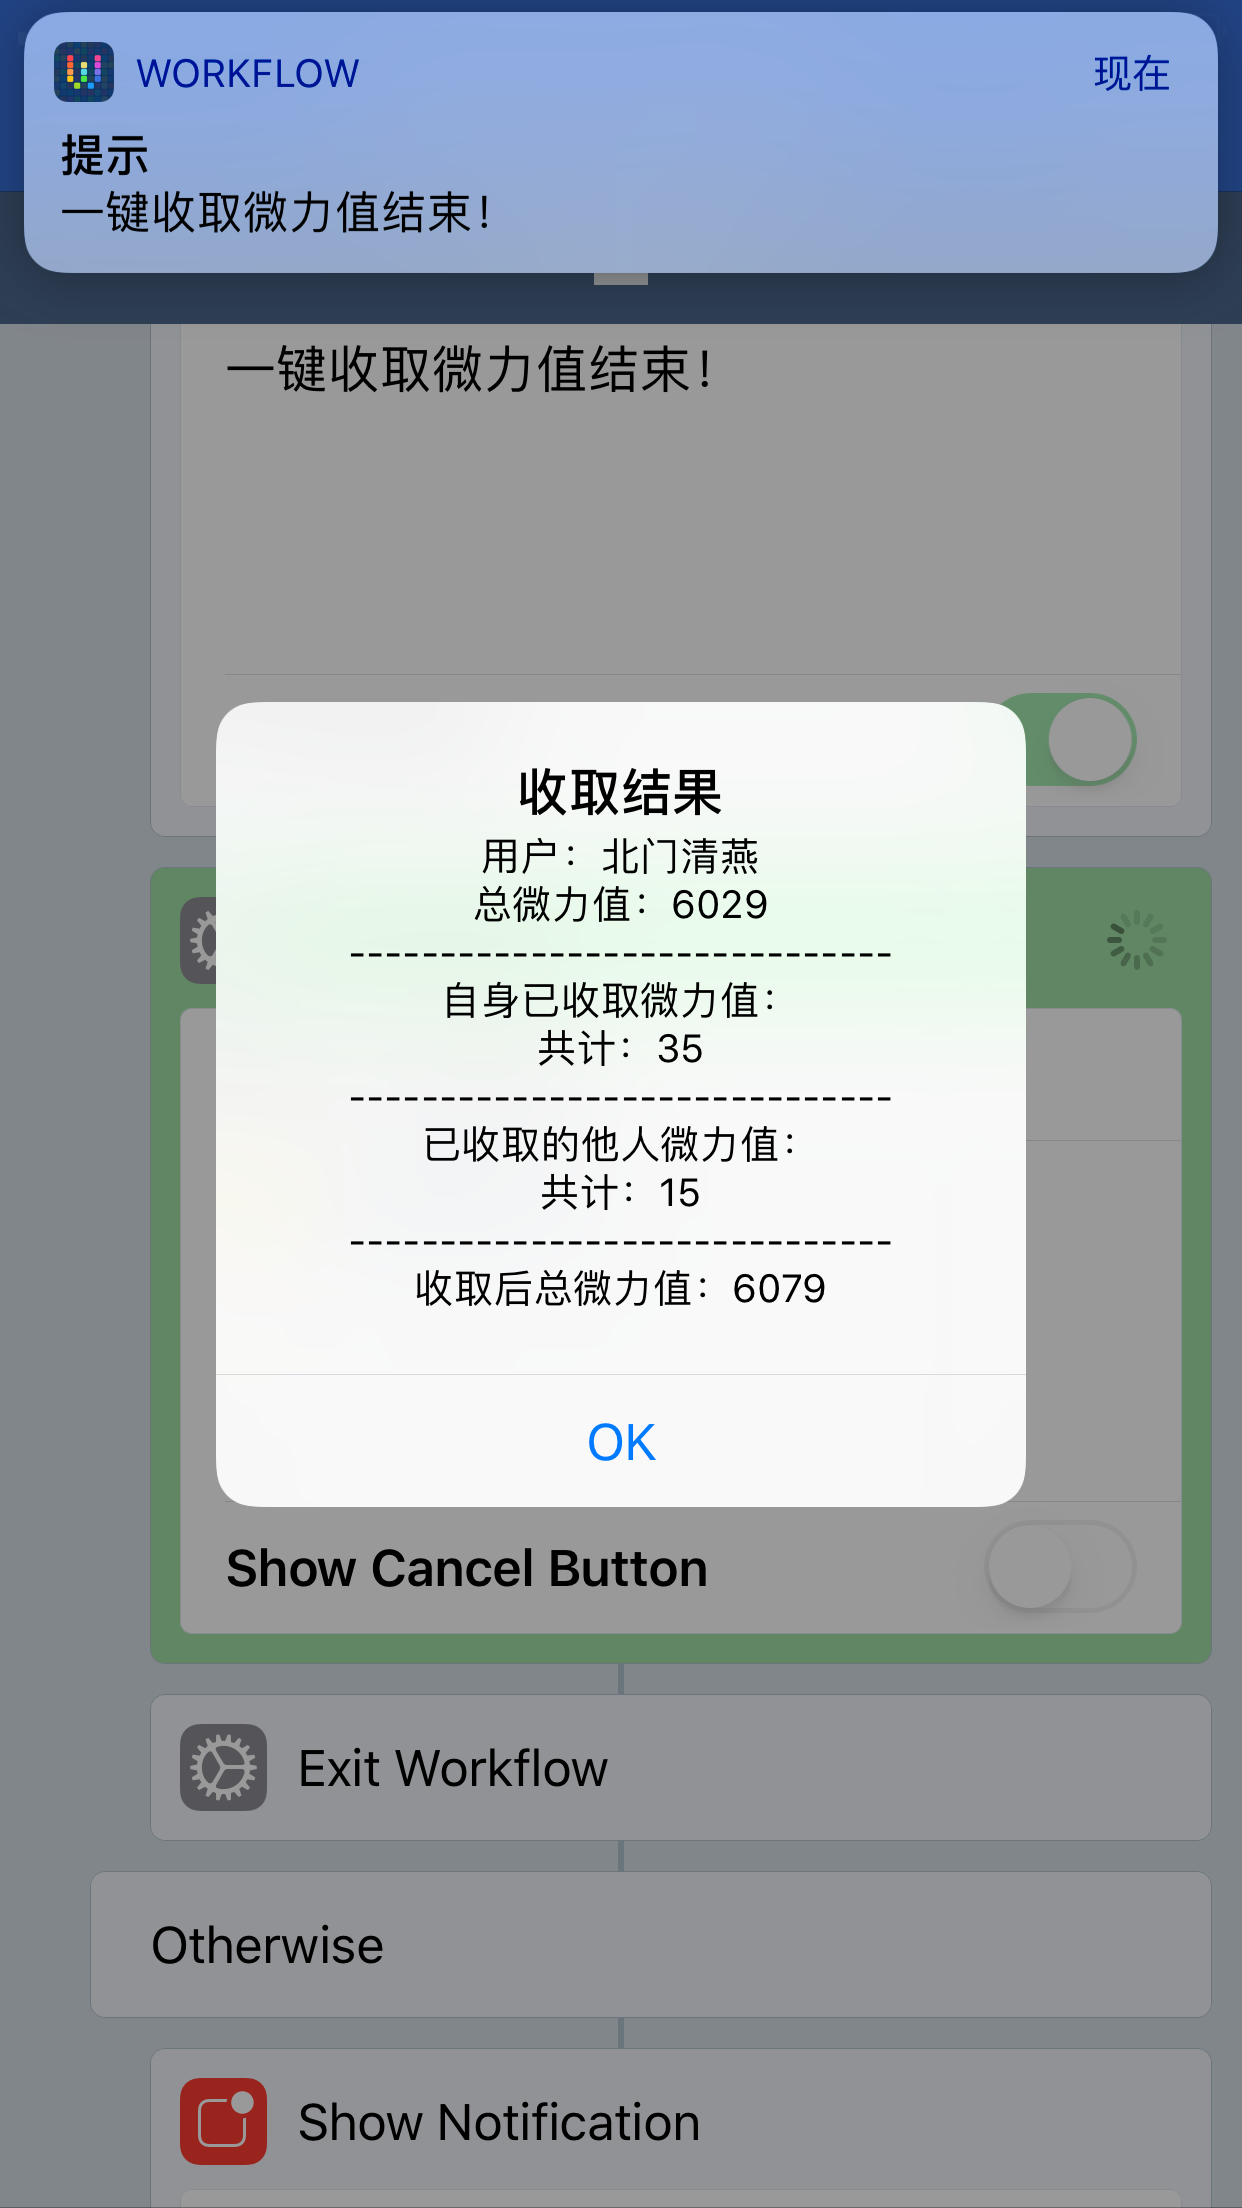 WORKFLOW
现在
提示
一键收取微力值结束！
一键收取微力值结束！
收取结果
用户：北门清燕
总微力值：6029
------------------------------
自身已收取微力值：
共计：35
------------------------------
已收取的他人微力值：
共计：15
------------------------------
收取后总微力值：6079
OK
Show Cancel Button
Exit Workflow
Otherwise
Show Notification